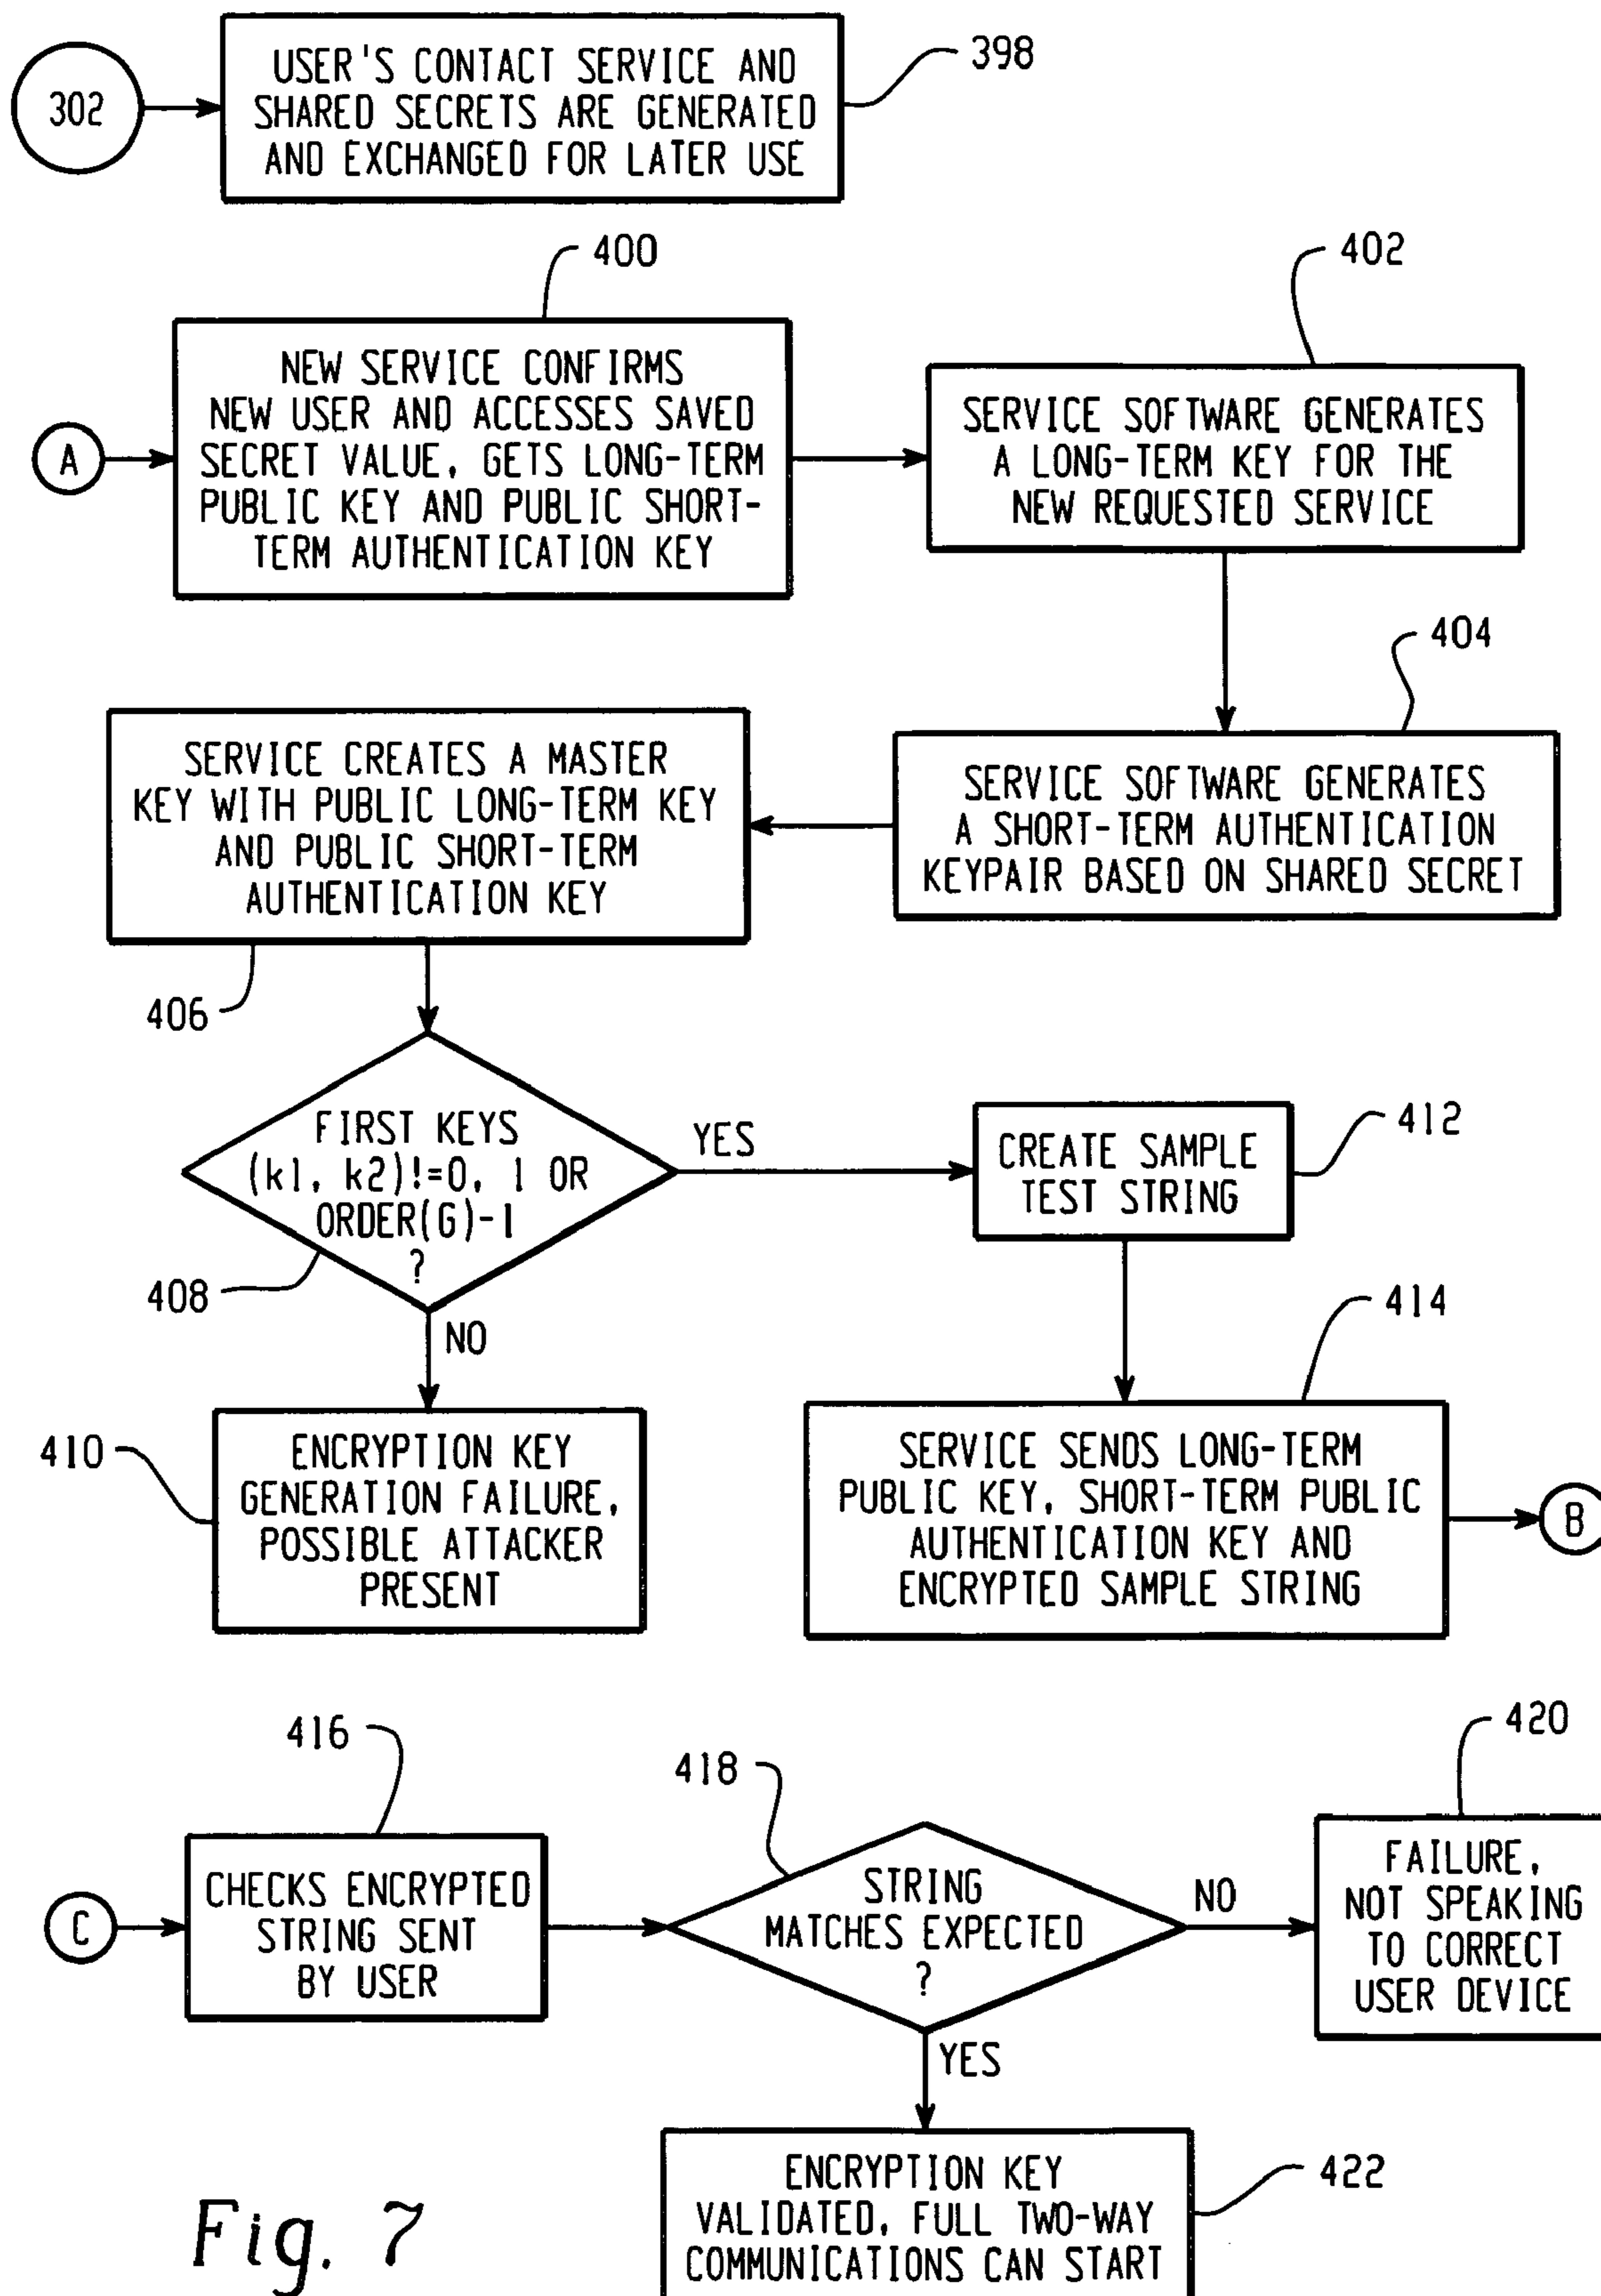 302
USER'S CONTACT SERVICE AND
SHARED SECRETS ARE GENERATED
AND EXCHANGED FOR LATER USE
398
400
402
A
NEW SERVICE CONFIRMS
NEW USER AND ACCESSES SAVED
SECRET VALUE, GETS LONG-TERM
PUBLIC KEY AND PUBLIC SHORT-
TERM AUTHENTICATION KEY
SERVICE SOFTWARE GENERATES
A LONG-TERM KEY FOR THE
NEW REQUESTED SERVICE
404
SERVICE SOFTWARE GENERATES
A SHORT-TERM AUTHENTICATION
KEYPAIR BASED ON SHARED SECRET
SERVICE CREATES A MASTER
KEY WITH PUBLIC LONG-TERM KEY
AND PUBLIC SHORT-TERM
AUTHENTICATION KEY
406
FIRST KEYS
(k1, k2)!=0, 1 OR
ORDER(G)-1
?
408
YES
NO
CREATE SAMPLE
TEST STRING
412
410
ENCRYPTION KEY
GENERATION FAILURE,
POSSIBLE ATTACKER
PRESENT
414
SERVICE SENDS LONG-TERM
PUBLIC KEY, SHORT-TERM PUBLIC
AUTHENTICATION KEY AND
ENCRYPTED SAMPLE STRING
B
416
C
CHECKS ENCRYPTED
STRING SENT
BY USER
418
STRING
MATCHES EXPECTED
?
NO
420
FAILURE,
NOT SPEAKING
TO CORRECT
USER DEVICE
YES
ENCRYPTION KEY
VALIDATED, FULL TWO-WAY
COMMUNICATIONS CAN START
422
Fig. 7